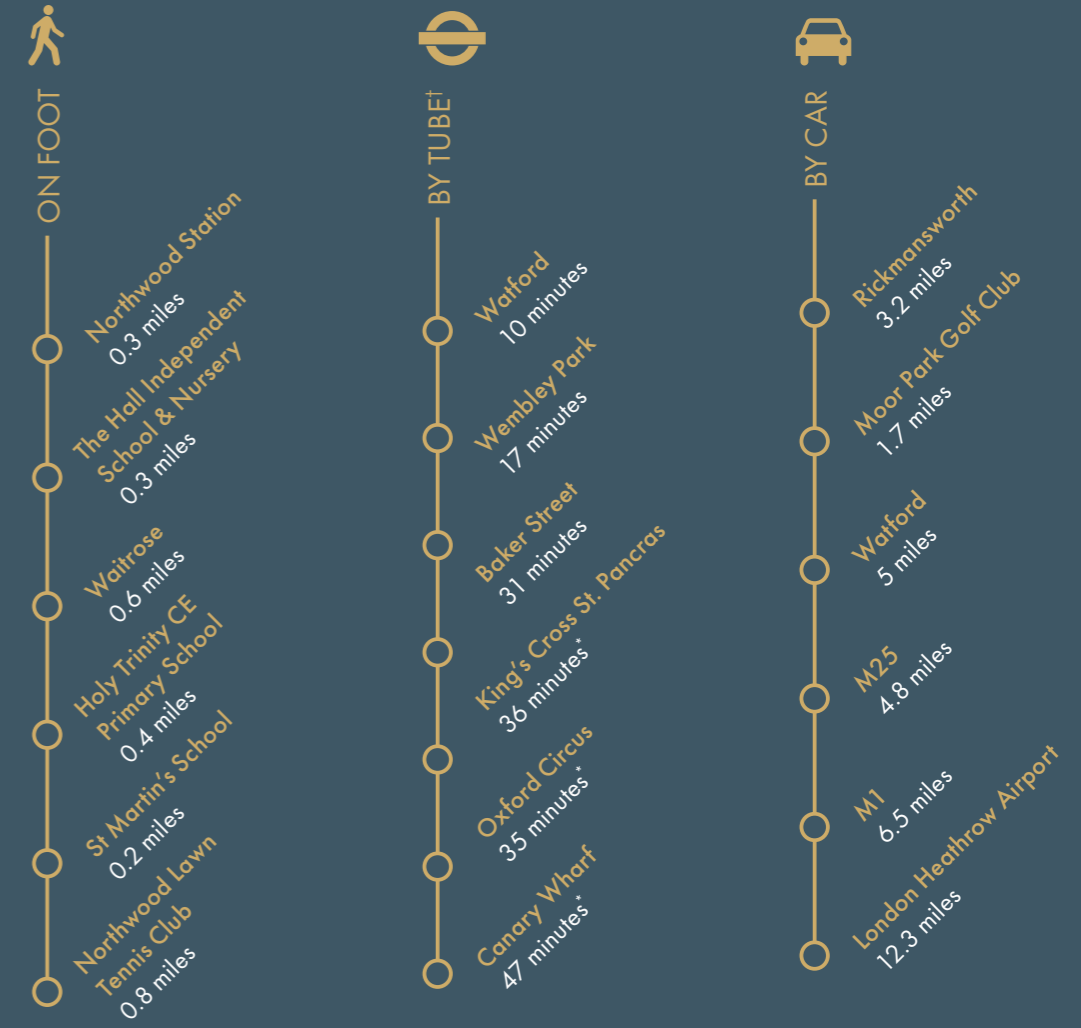 ON FOOT
Northwood Station
0.3 miles
The Hall Independent
School & Nursery
0.3 miles
Waitrose
0.6 miles
Holy Trinity CE
Primary School
0.4 miles
St Martin's School
0.2 miles
Northwood Lawn
Tennis Club
0.8 miles
BY TUBE†
Watford
10 minutes
Wembley Park
17 minutes
Baker Street
31 minutes
King's Cross St. Pancras
36 minutes*
Oxford Circus
35 minutes*
Canary Wharf
47 minutes*
BY CAR
Rickmansworth
3.2 miles
Moor Park Golf Club
1.7 miles
Watford
5 miles
M25
4.8 miles
M1
6.5 miles
London Heathrow Airport
12.3 miles